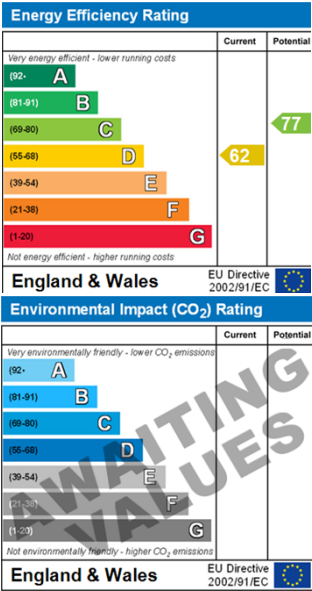 Energy Efficiency Rating
Current Potential
Very energy efficient - lower running costs
(92- A
(81-91) B
(69-80) C
77
(55-68) D
62
(39-54) E
(21-38) F
(1-20) G
Not energy efficient - higher running costs
England & Wales
EU Directive
2002/91/EC
Environmental Impact (CO2) Rating
Current Potential
Very environmentally friendly - lower CO2 emissions
(92- A
(81-91) B
(69-80) C
(55-68) D
(39-54) E
(21-38) F
(1-20) G
AWAITING
VALUES
Not environmentally friendly - higher CO2 emissions
England & Wales
EU Directive
2002/91/EC